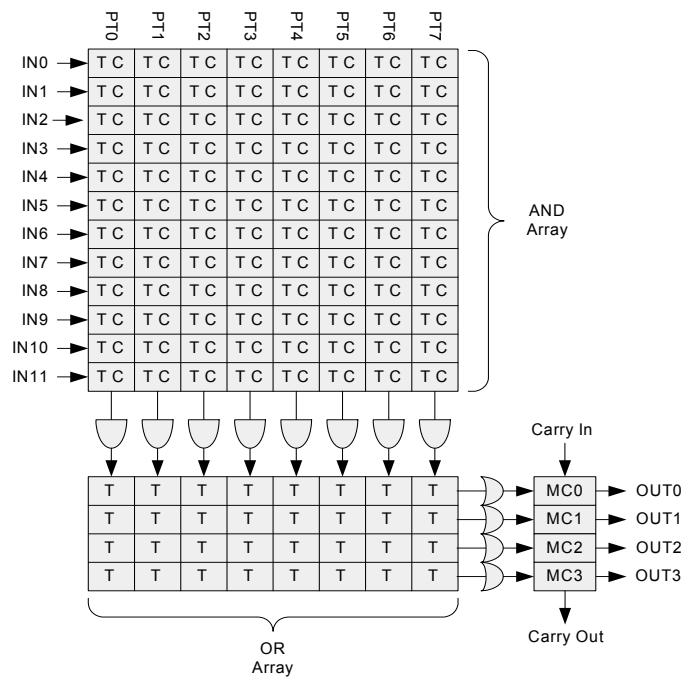 PT0 PT1 PT2 PT3 PT4 PT5 PT6 PT7
IN0 T C T C T C T C T C T C T C T C
IN1 T C T C T C T C T C T C T C T C
IN2 T C T C T C T C T C T C T C T C
IN3 T C T C T C T C T C T C T C T C
IN4 T C T C T C T C T C T C T C T C
IN5 T C T C T C T C T C T C T C T C
IN6 T C T C T C T C T C T C T C T C
IN7 T C T C T C T C T C T C T C T C
IN8 T C T C T C T C T C T C T C T C
IN9 T C T C T C T C T C T C T C T C
IN10 T C T C T C T C T C T C T C T C
IN11 T C T C T C T C T C T C T C T C
AND
Array
Carry In
T T T T T T T T MC0 OUT0
T T T T T T T T MC1 OUT1
T T T T T T T T MC2 OUT2
T T T T T T T T MC3 OUT3
Carry Out
OR
Array